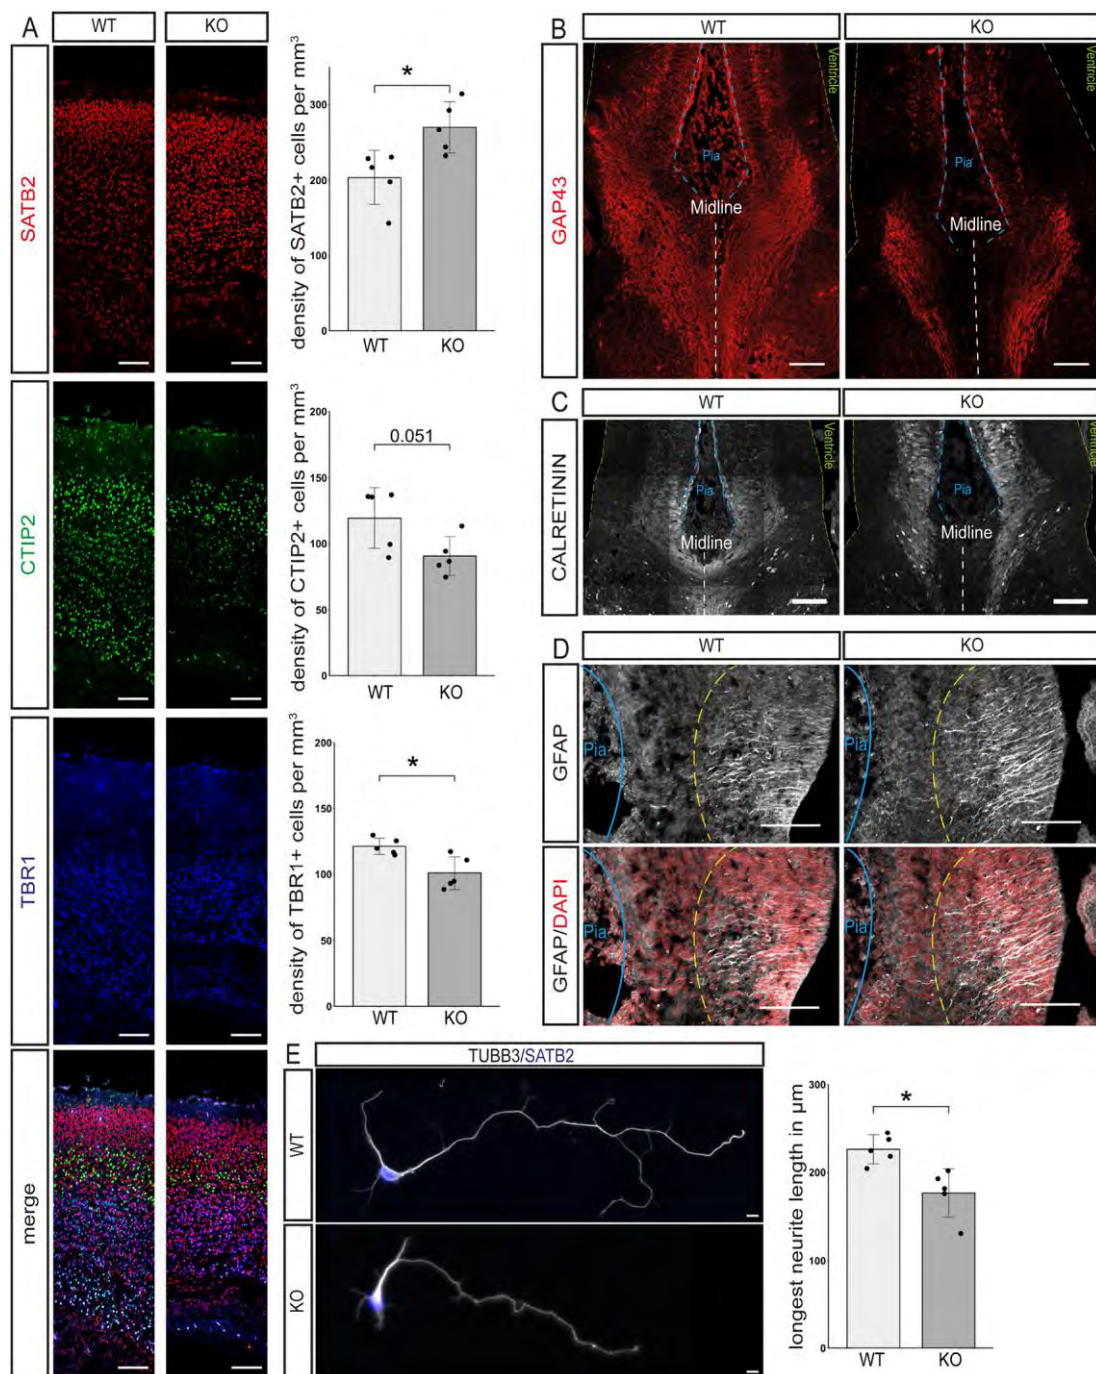 A
WT
KO
SATB2
CTIP2
TBR1
merge
density of SATB2+ cells per mm³
300
200
100
0
*
WT
KO
density of CTIP2+ cells per mm³
200
150
100
50
0
0.051
WT
KO
density of TBR1+ cells per mm³
200
150
100
50
0
*
WT
KO
B
WT
KO
GAP43
Pia
Midline
Ventricle
Pia
Midline
Ventricle
C
WT
KO
CALRETININ
Pia
Midline
Ventricle
Pia
Midline
Ventricle
D
WT
KO
GFAP
Pia
Pia
GFAP/DAPI
Pia
Pia
E
TUBB3/SATB2
WT
KO
longest neurite length in µm
300
200
100
0
*
WT
KO